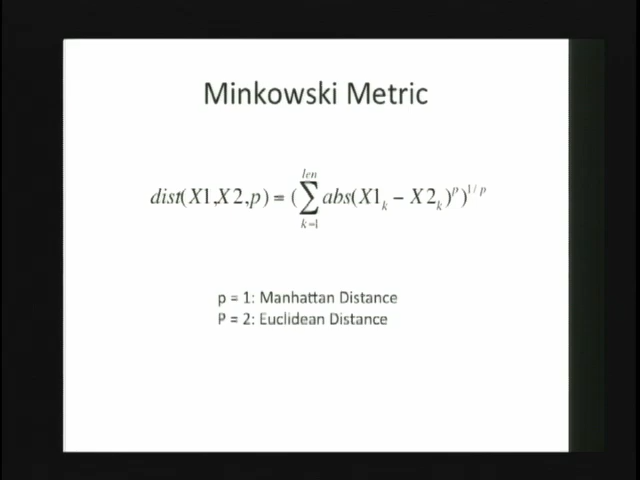 Minkowski Metric
dist(X1,X2,p) = (∑_{k=1}^{len} abs(X1_k − X2_k)^p)^{1/p}
p = 1: Manhattan Distance
P = 2: Euclidean Distance